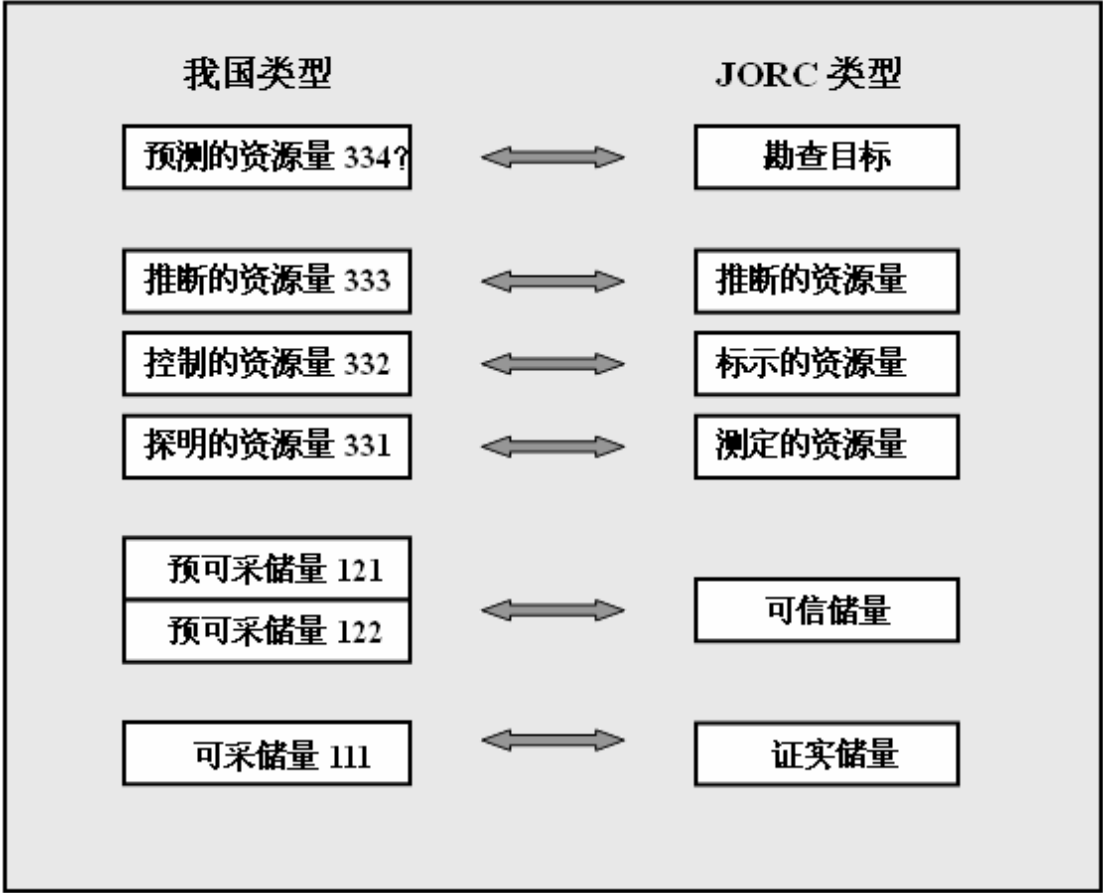 我国类型 JORC 类型
预测的资源量 334? 勘查目标
推断的资源量 333 推断的资源量
控制的资源量 332 标示的资源量
探明的资源量 331 测定的资源量
预可采储量 121
预可采储量 122 可信储量
可采储量 111 证实储量